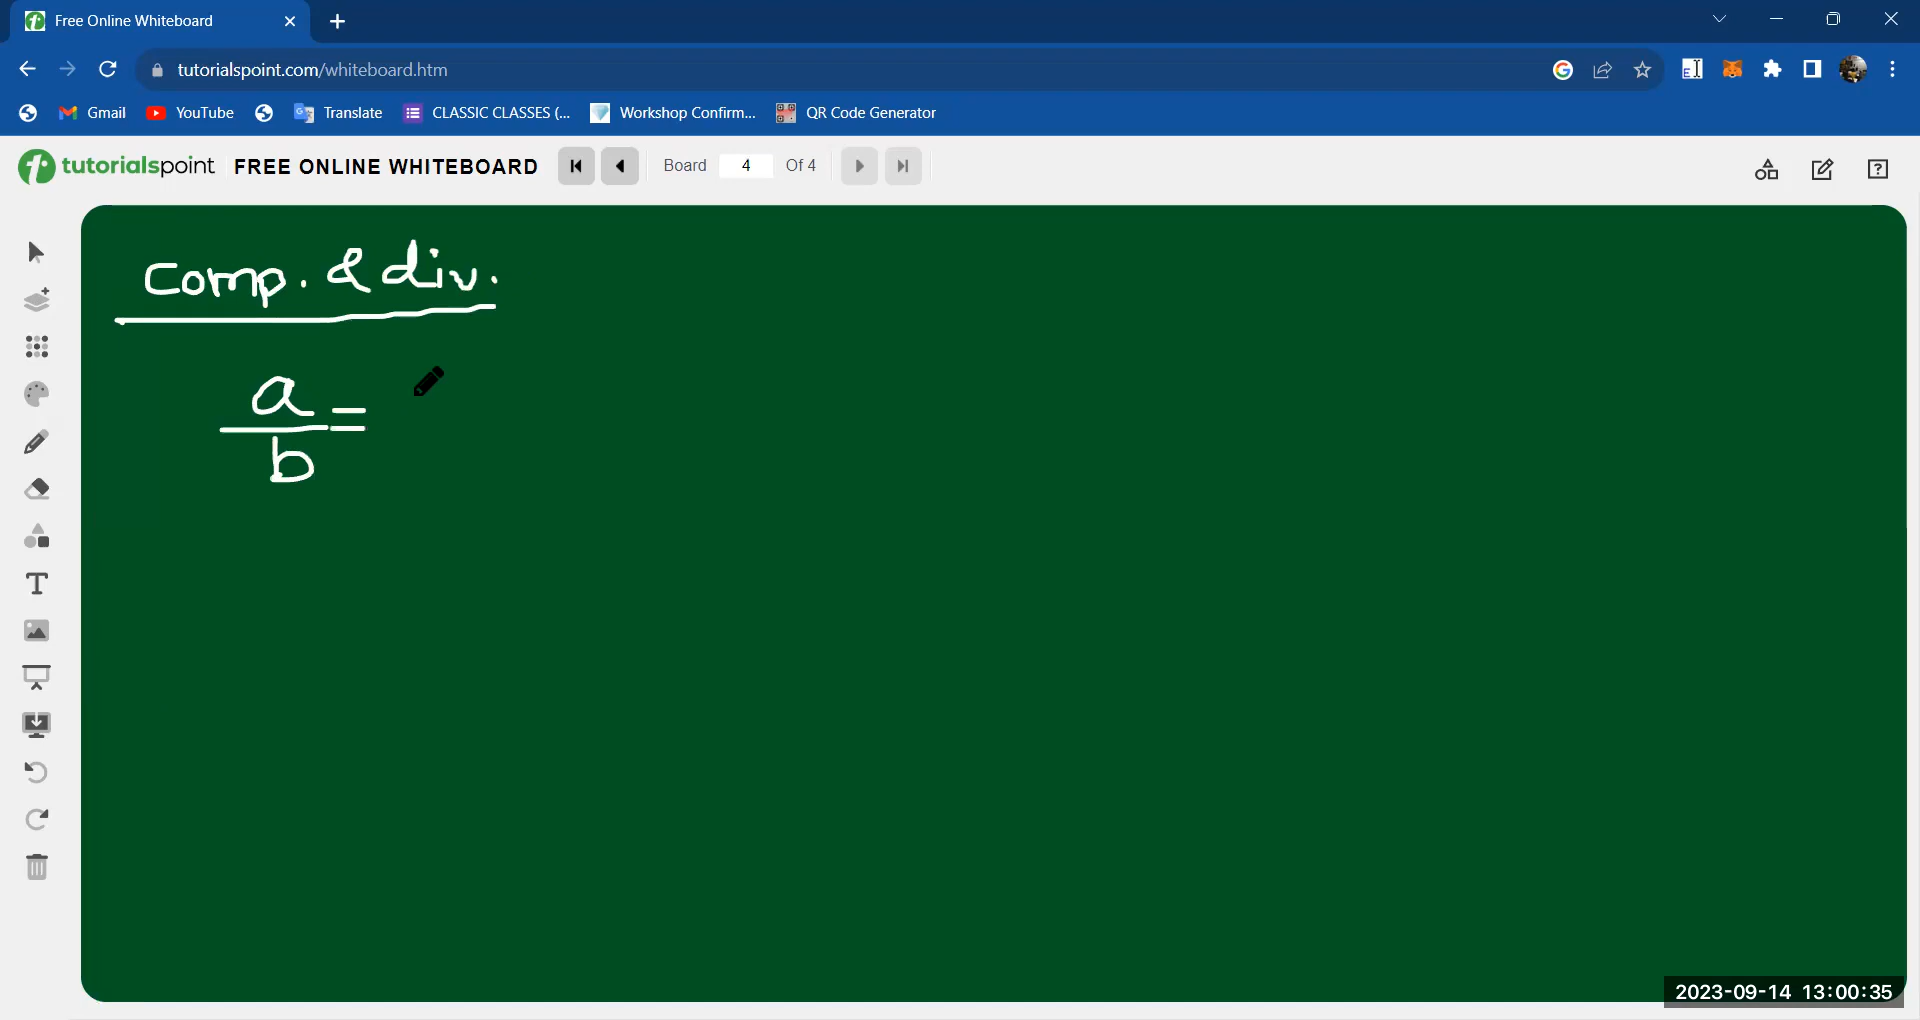 Free Online Whiteboard
tutorialspoint.com/whiteboard.htm
Gmail YouTube Translate CLASSIC CLASSES (... Workshop Confirm... QR Code Generator
tutorialspoint FREE ONLINE WHITEBOARD Board 4 Of 4
Comp. & div.
a
=
b
2023-09-14 13:00:35